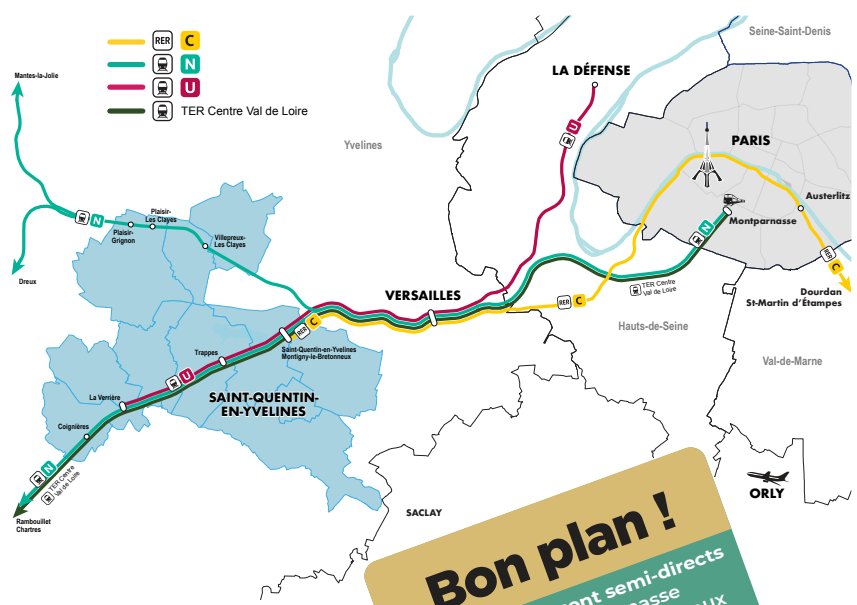 RER C
N
U
TER Centre Val de Loire
Seine-Saint-Denis
LA DÉFENSE
Mantes-la-Jolie
U
Yvelines
PARIS
Austerlitz
N
Plaisir-
Les Clayes
Plaisir-
Grignon
Villepreux-
Les Clayes
N
Montparnasse
RER C
Dreux
TER Centre
Val de Loire
Dourdan
St-Martin d'Étampes
VERSAILLES
RER C
RER C
Hauts-de-Seine
Saint-Quentin-en-Yvelines
Montigny-le-Bretonneux
Trappes
Val-de-Marne
U
La Verrière
SAINT-QUENTIN-
EN-YVELINES
Coignières
N
TER Centre
Val de Loire
ORLY
SACLAY
Rambouillet
Chartres
Bon plan !
semi-directs